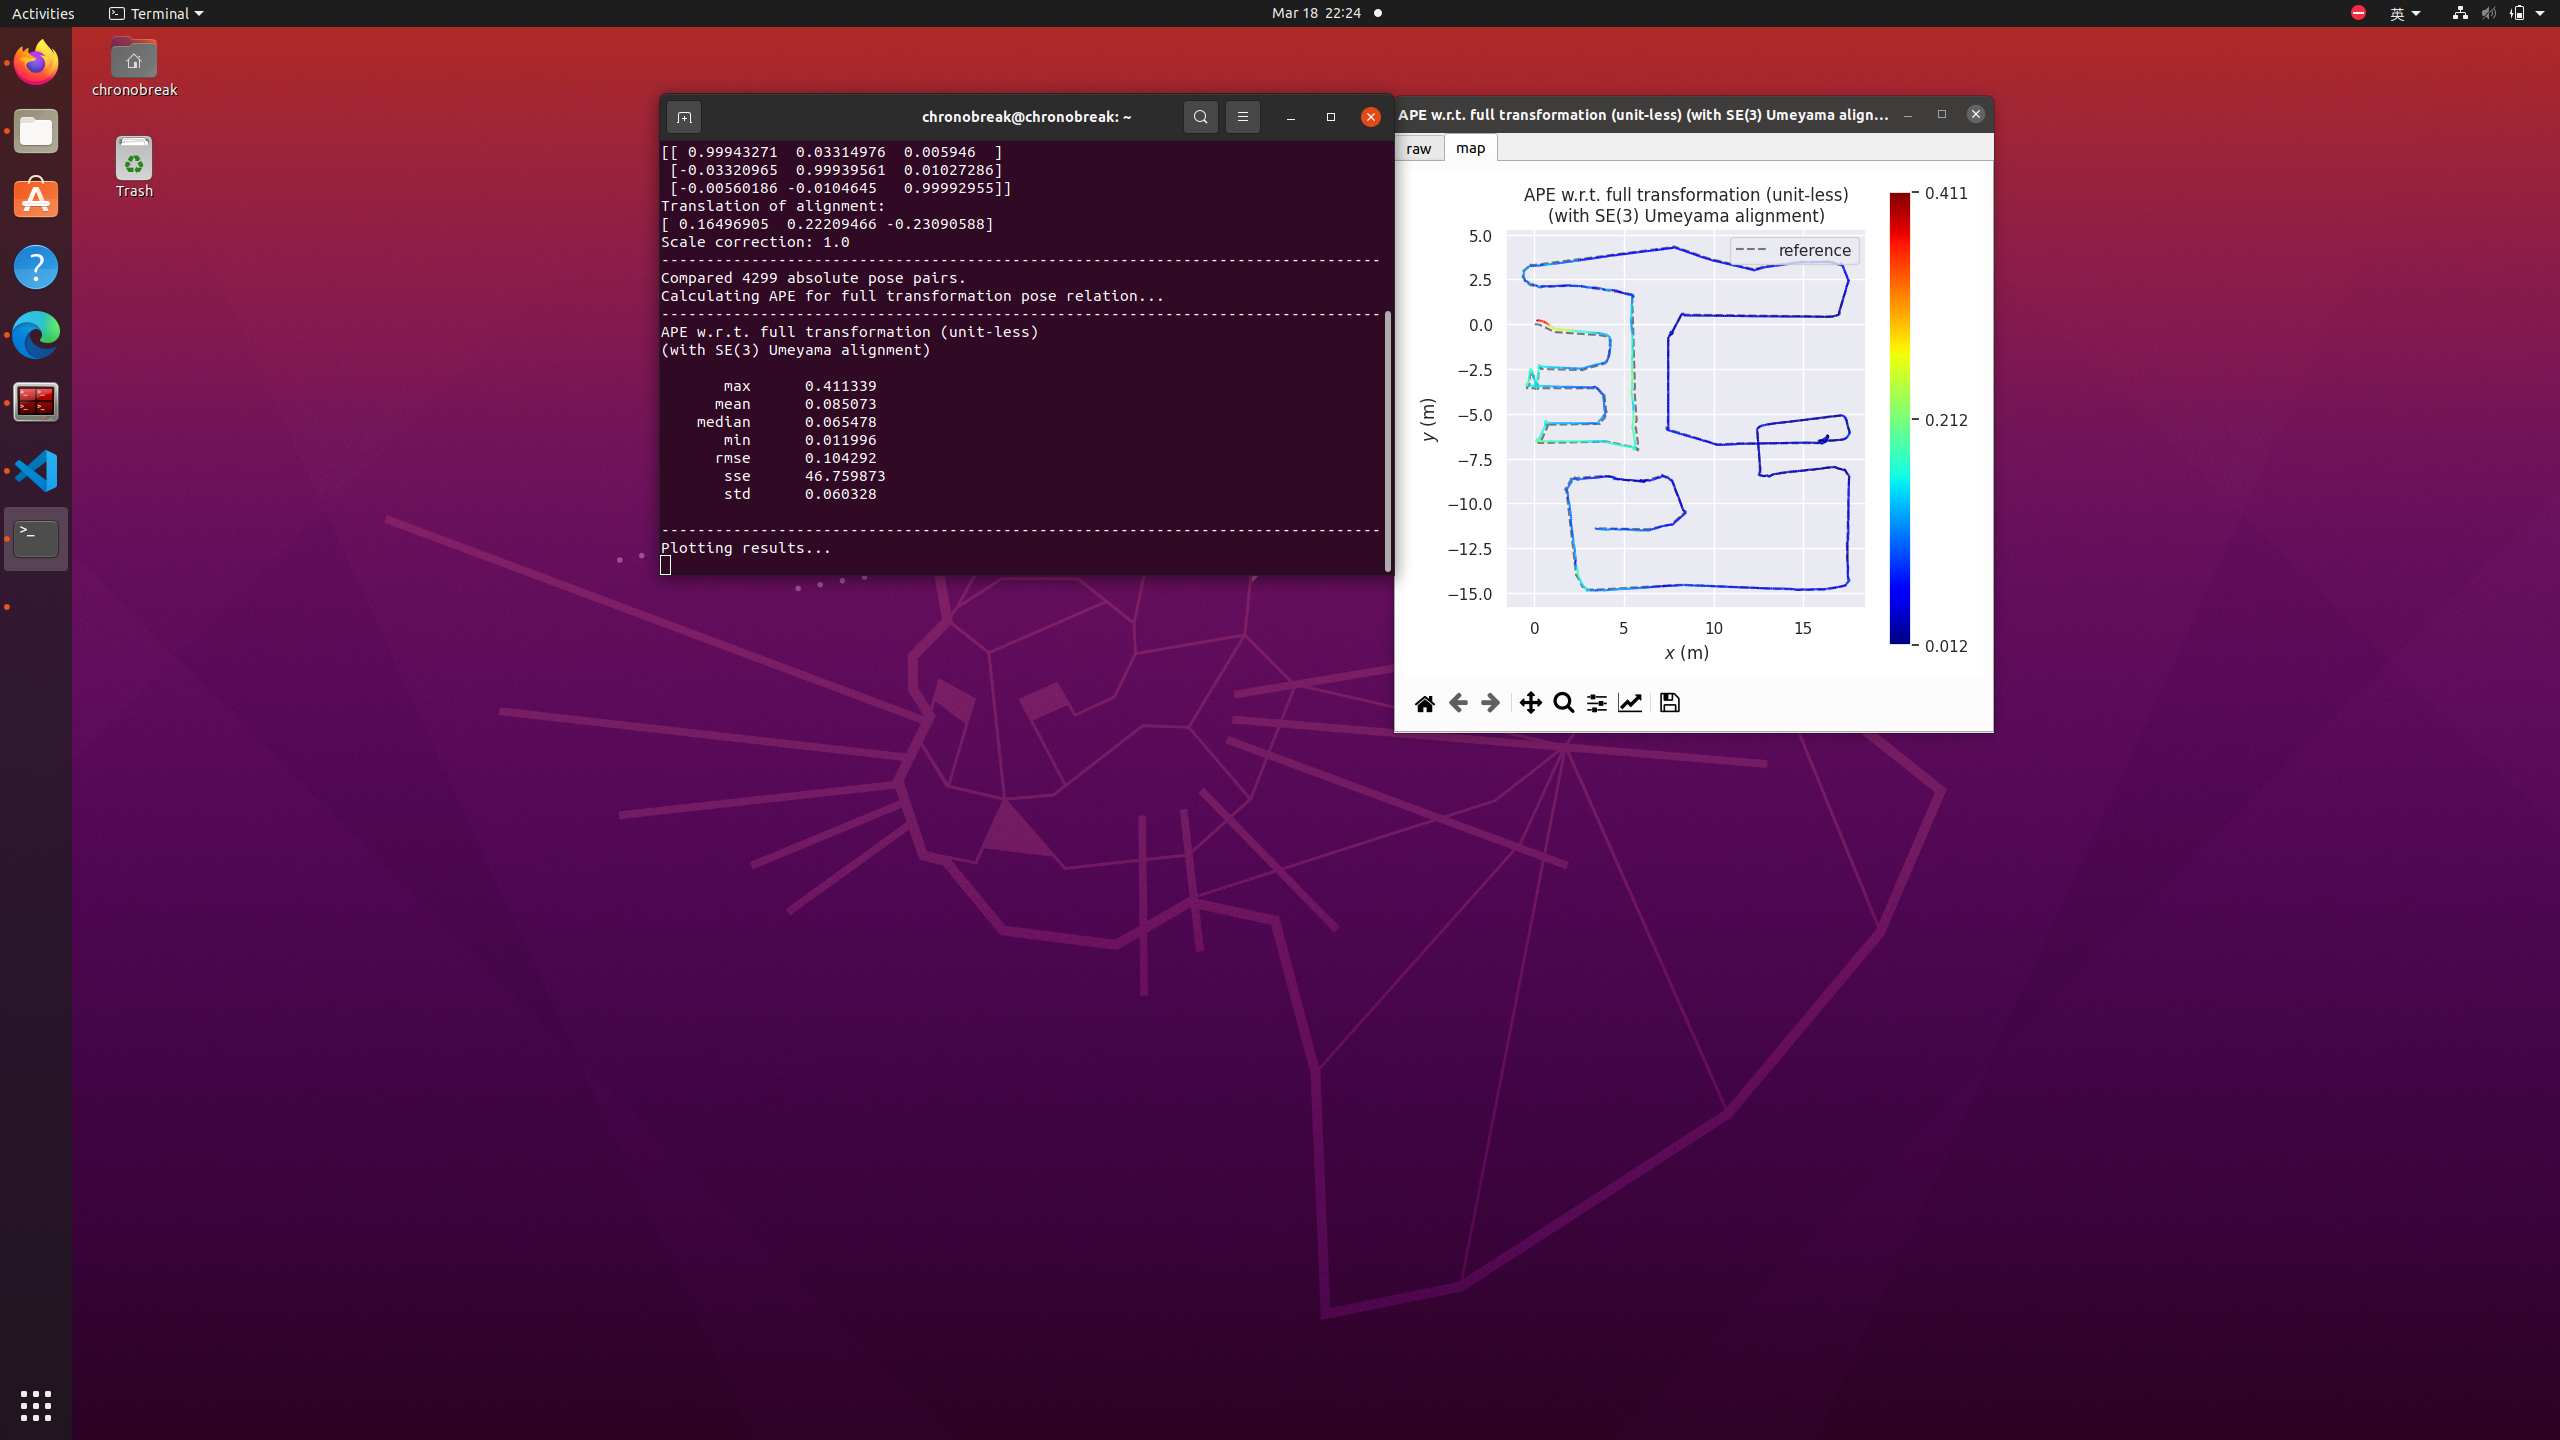 Activities
Terminal
Mar 18 22:24
英
chronobreak
Trash
chronobreak@chronobreak: ~
[[ 0.99943271  0.03314976  0.005946  ]
 [-0.03320965  0.99939561  0.01027286]
 [-0.00560186 -0.0104645   0.99992955]]
Translation of alignment:
[ 0.16496905  0.22209466 -0.23090588]
Scale correction: 1.0
--------------------------------------------------------------------------------
Compared 4299 absolute pose pairs.
Calculating APE for full transformation pose relation...
--------------------------------------------------------------------------------
APE w.r.t. full transformation (unit-less)
(with SE(3) Umeyama alignment)
max 0.411339
mean 0.085073
median 0.065478
min 0.011996
rmse 0.104292
sse 46.759873
std 0.060328
--------------------------------------------------------------------------------
Plotting results...
APE w.r.t. full transformation (unit-less) (with SE(3) Umeyama align...
raw
map
APE w.r.t. full transformation (unit-less)
(with SE(3) Umeyama alignment)
reference
y (m)
5.0
2.5
0.0
−2.5
−5.0
−7.5
−10.0
−12.5
−15.0
0
5
10
15
x (m)
0.411
0.212
0.012